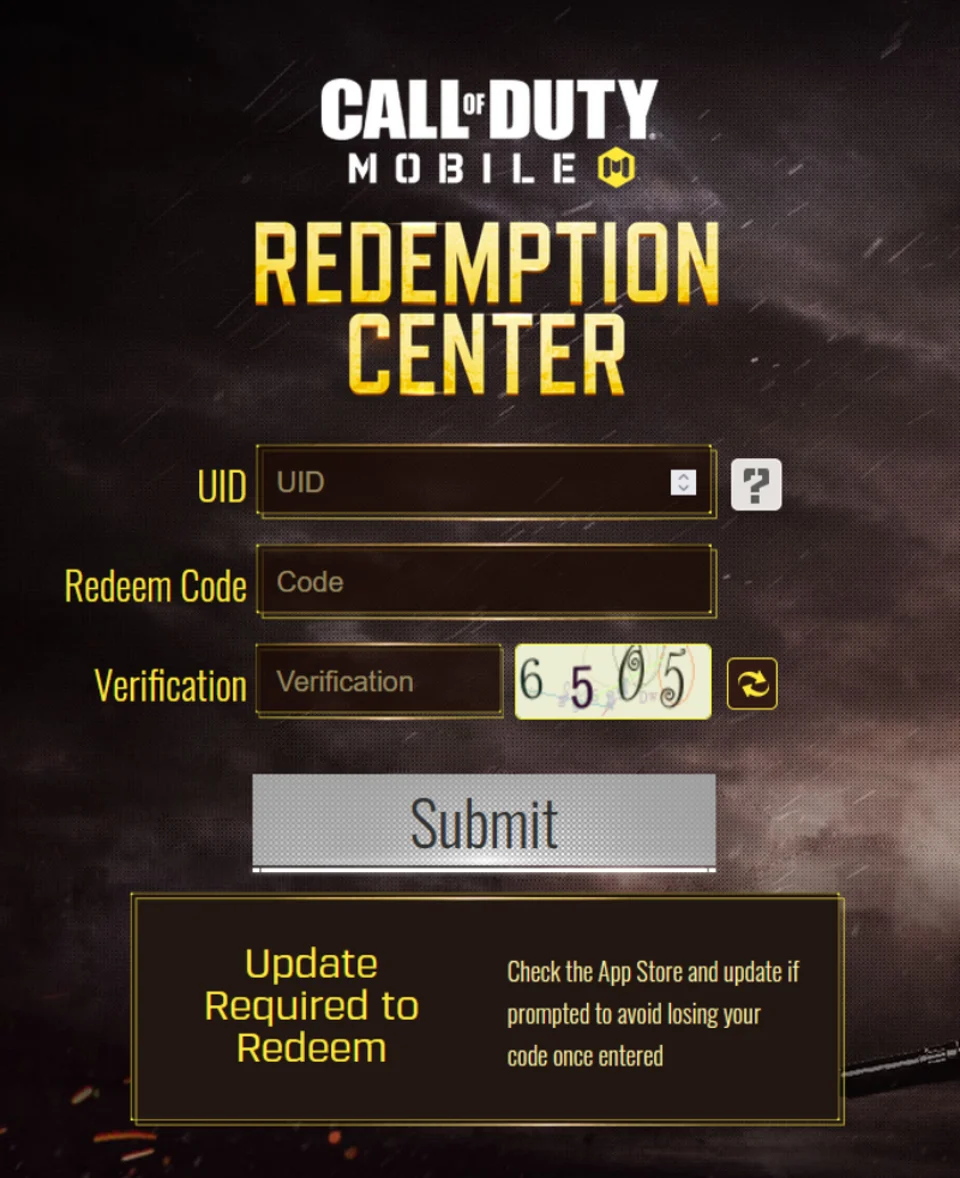 CALL OF DUTY
MOBILE
REDEMPTION
CENTER
UID UID ?
Redeem Code Code
Verification Verification 6 5 0 5
Submit
Update
Required to
Redeem
Check the App Store and update if
prompted to avoid losing your
code once entered